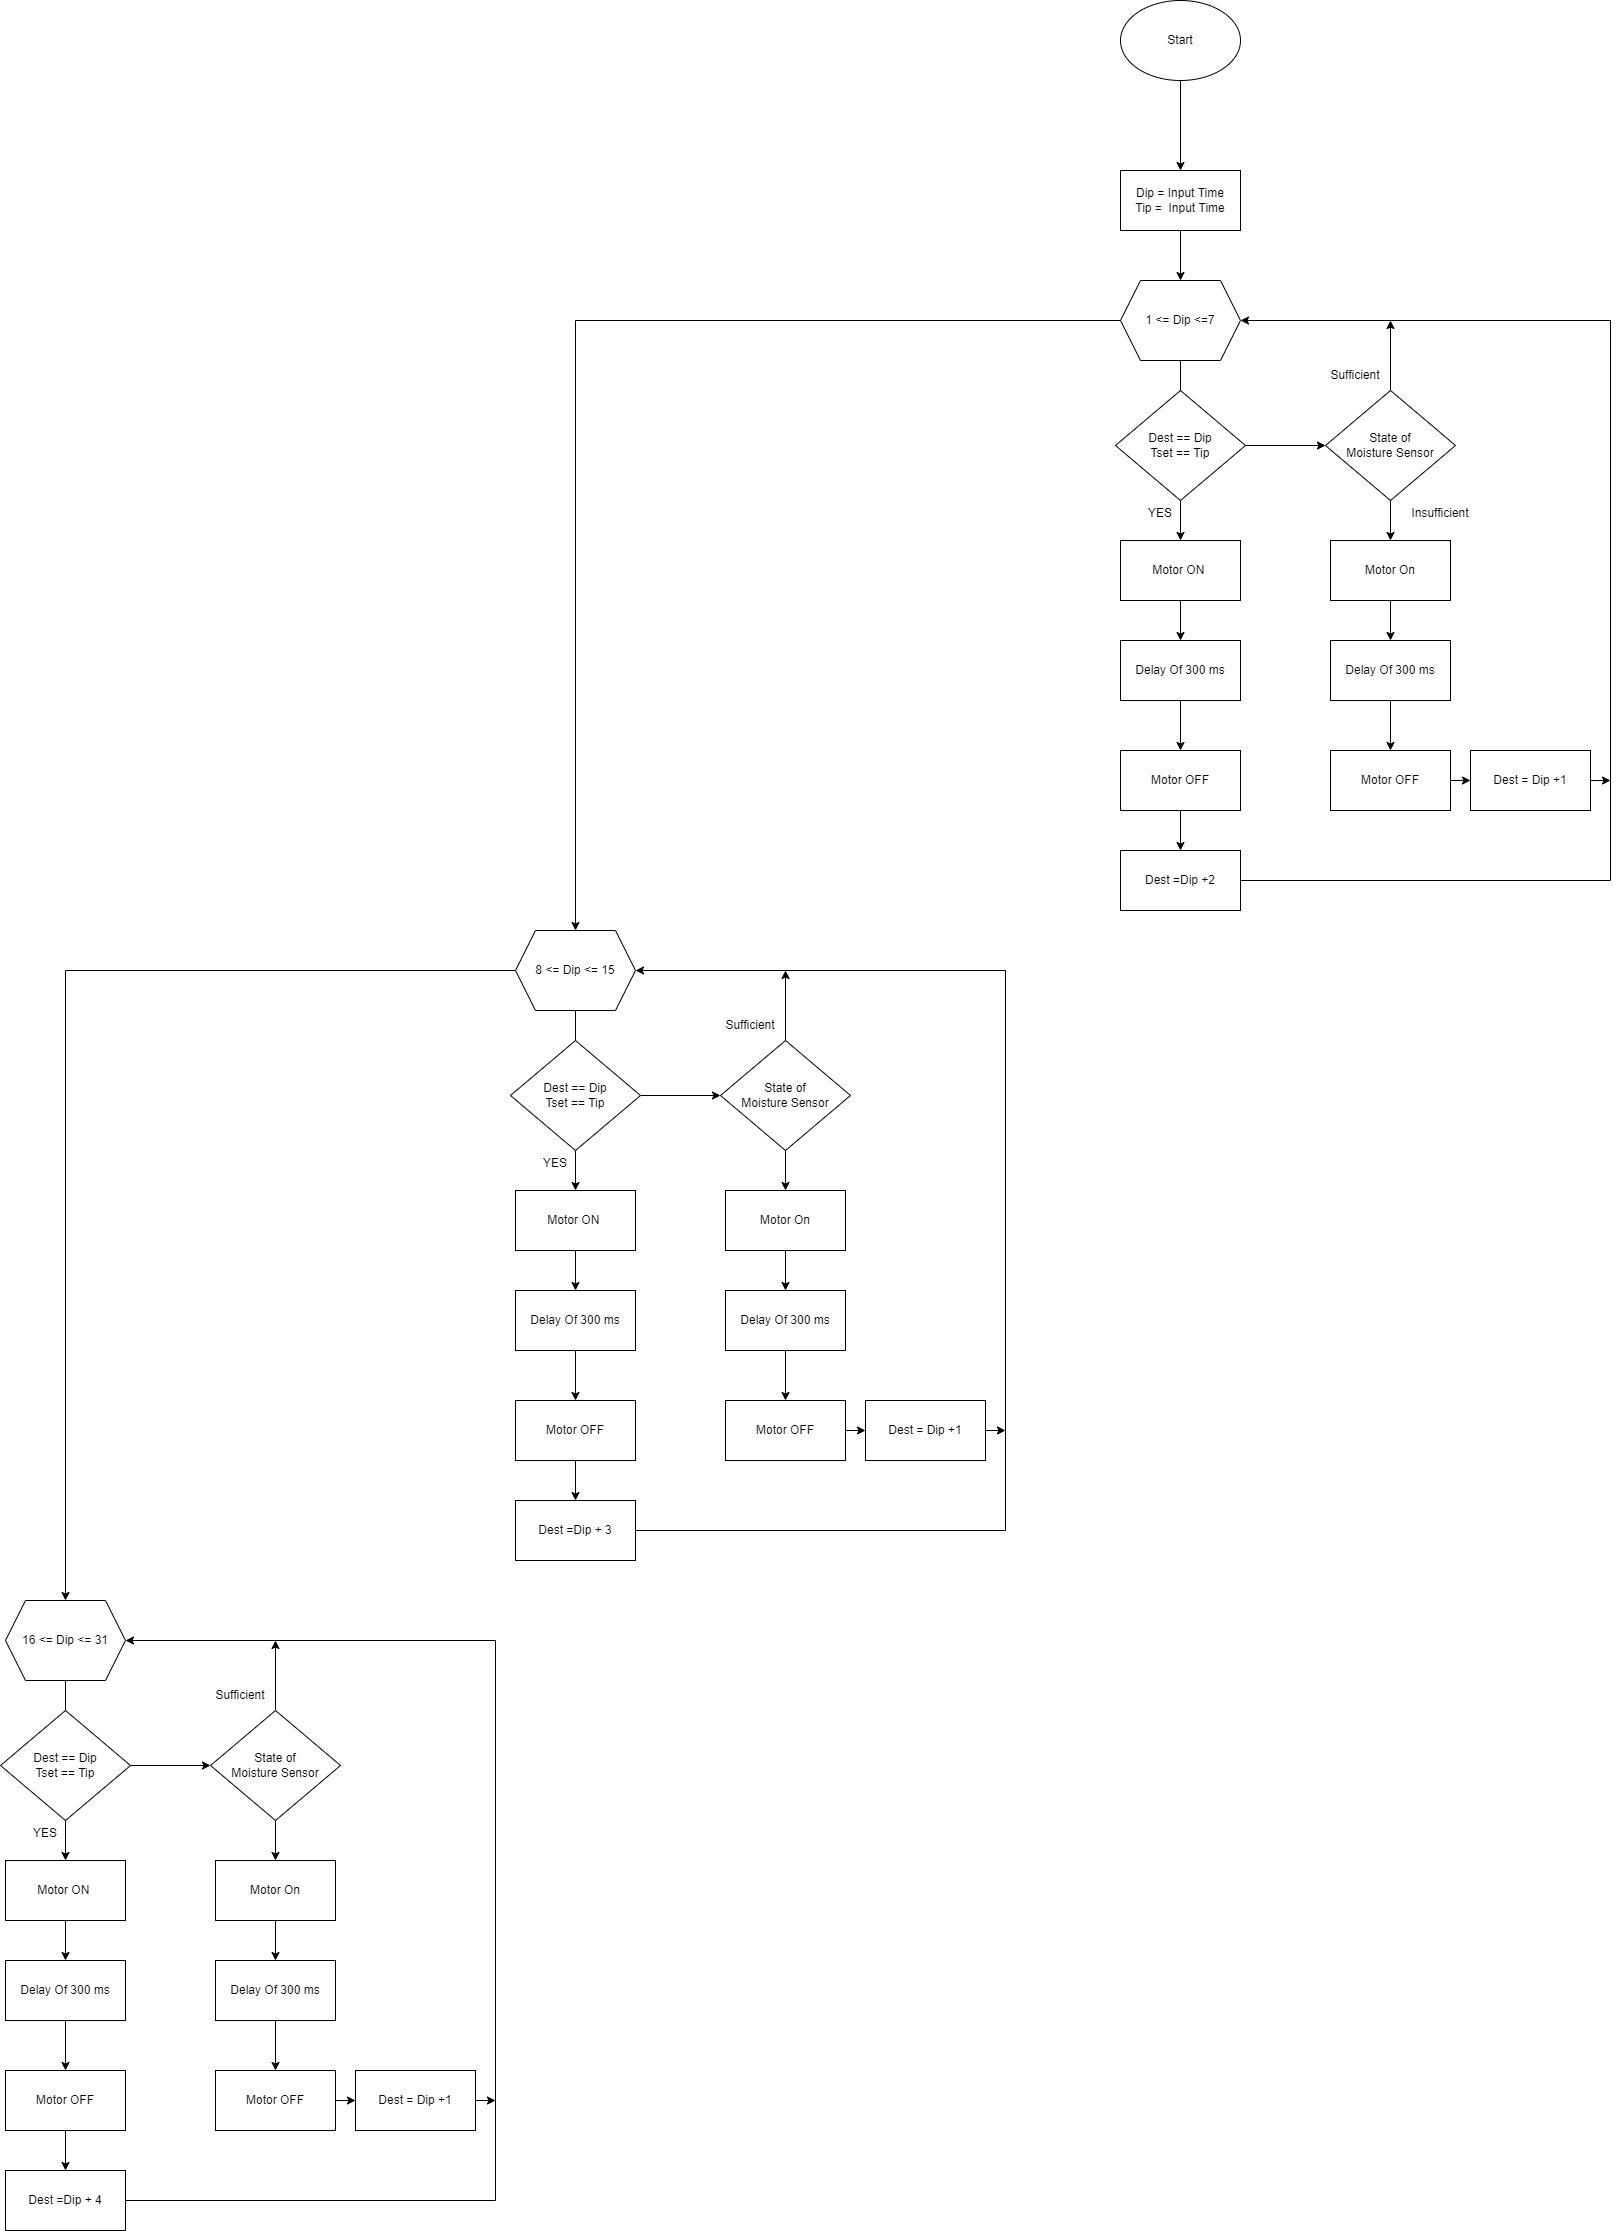 Start
Dip = Input Time
Tip =  Input Time
1 <= Dip <=7
Sufficient
Dest == Dip
Tset == Tip
State of
Moisture Sensor
YES
Insufficient
Motor ON
Motor On
Delay Of 300 ms
Delay Of 300 ms
Motor OFF
Motor OFF
Dest = Dip +1
Dest =Dip +2
8 <= Dip <= 15
Sufficient
Dest == Dip
Tset == Tip
State of
Moisture Sensor
YES
Motor ON
Motor On
Delay Of 300 ms
Delay Of 300 ms
Motor OFF
Motor OFF
Dest = Dip +1
Dest =Dip + 3
16 <= Dip <= 31
Sufficient
Dest == Dip
Tset == Tip
State of
Moisture Sensor
YES
Motor ON
Motor On
Delay Of 300 ms
Delay Of 300 ms
Motor OFF
Motor OFF
Dest = Dip +1
Dest =Dip + 4